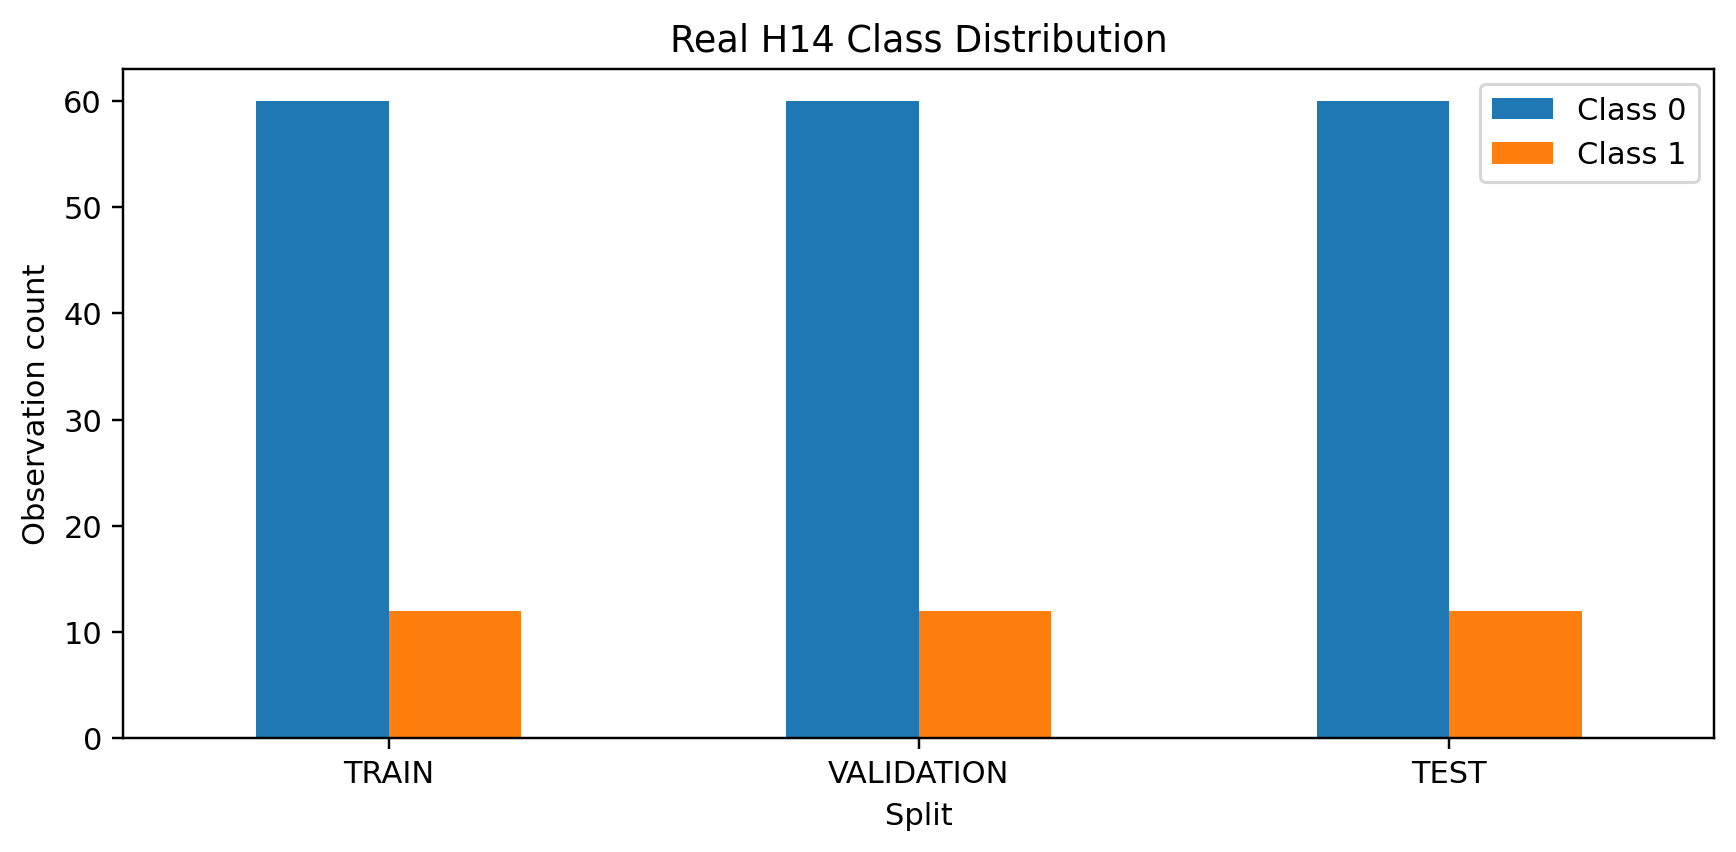 Real H14 Class Distribution
Class 0
Class 1
60
50
40
30
20
10
0
Observation count
TRAIN
VALIDATION
TEST
Split